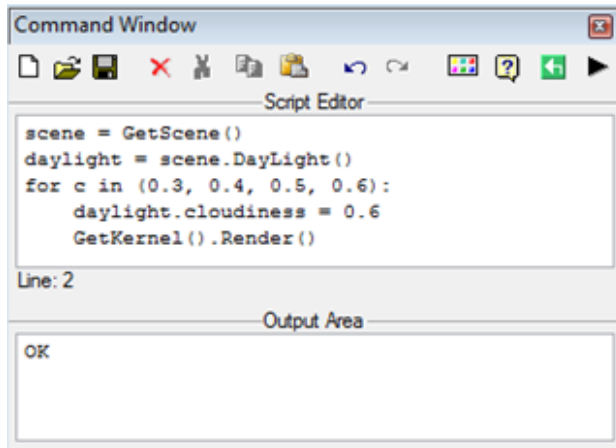 Command Window
Script Editor
scene = GetScene()
daylight = scene.DayLight()
for c in (0.3, 0.4, 0.5, 0.6):
    daylight.cloudiness = 0.6
    GetKernel().Render()
Line: 2
Output Area
OK